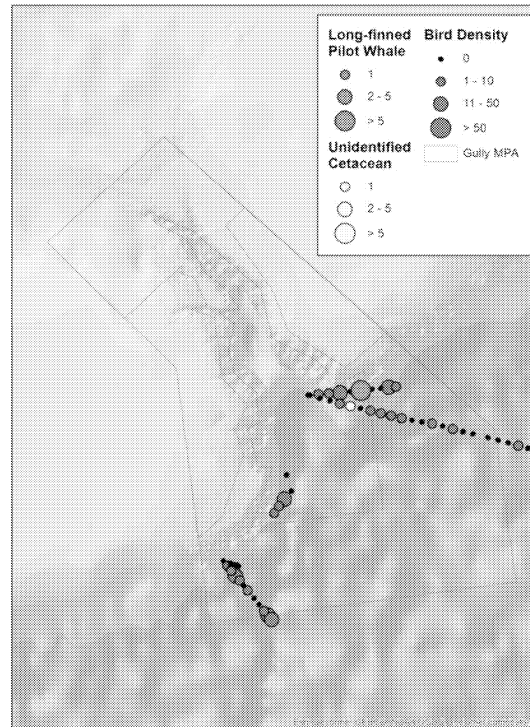 Long-finned
Pilot Whale
1
2 - 5
> 5
Unidentified
Cetacean
1
2 - 5
> 5
Bird Density
0
1 - 10
11 - 50
> 50
Gully MPA